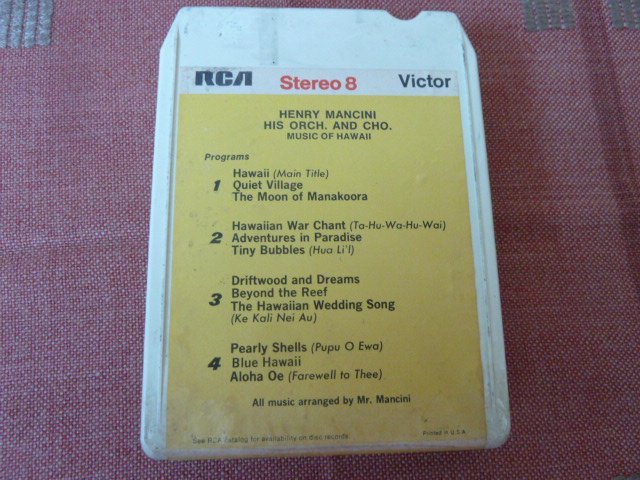 RCA Stereo 8 Victor
HENRY MANCINI
HIS ORCH. AND CHO.
MUSIC OF HAWAII
Programs
1 Hawaii (Main Title)
Quiet Village
The Moon of Manakoora
2 Hawaiian War Chant (Ta-Hu-Wa-Hu-Wai)
Adventures in Paradise
Tiny Bubbles (Hua Li'l)
3 Driftwood and Dreams
Beyond the Reef
The Hawaiian Wedding Song
(Ke Kali Nei Au)
4 Pearly Shells (Pupu O Ewa)
Blue Hawaii
Aloha Oe (Farewell to Thee)
All music arranged by Mr. Mancini
See RCA catalog for availability on disc records. Printed in U.S.A.